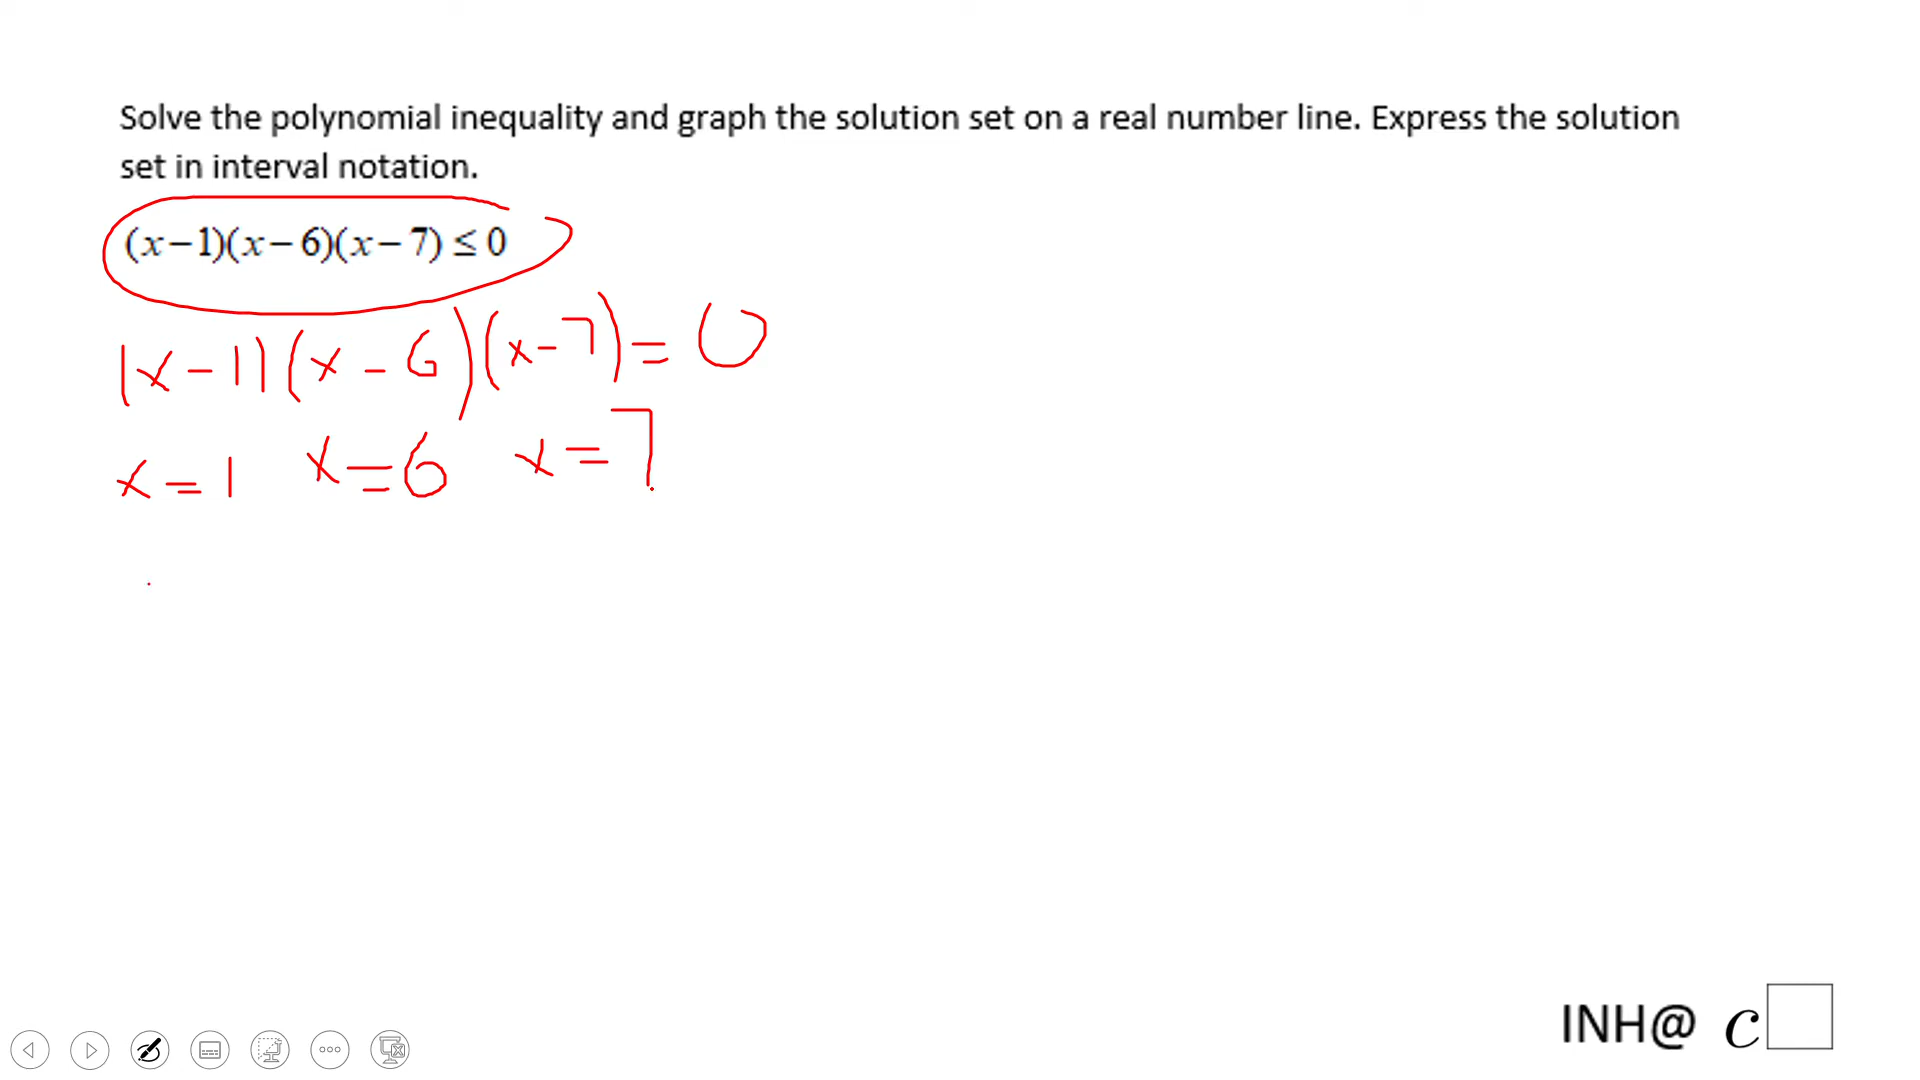 Solve the polynomial inequality and graph the solution set on a real number line. Express the solution
set in interval notation.
(x−1)(x−6)(x−7) ≤ 0
(x−1)(x−6)(x−7)=0
x=1 x=6 x=7
INH@ c